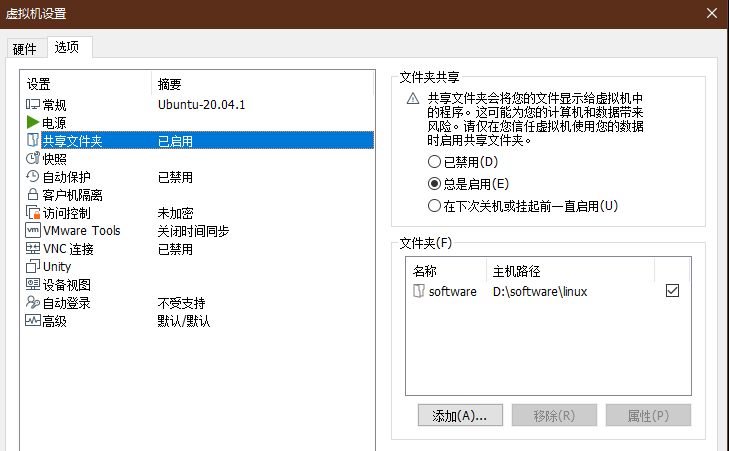 虚拟机设置
硬件 选项
设置 摘要
常规 Ubuntu-20.04.1
电源
共享文件夹 已启用
快照
自动保护 已禁用
客户机隔离
访问控制 未加密
VMware Tools 关闭时间同步
VNC 连接 已禁用
Unity
设备视图
自动登录 不受支持
高级 默认/默认
文件夹共享
共享文件夹会将您的文件显示给虚拟机中
的程序。这可能为您的计算机和数据带来
风险。请仅在您信任虚拟机使用您的数据
时启用共享文件夹。
已禁用(D)
总是启用(E)
在下次关机或挂起前一直启用(U)
文件夹(F)
名称 主机路径
software D:\software\linux
添加(A)... 移除(R) 属性(P)